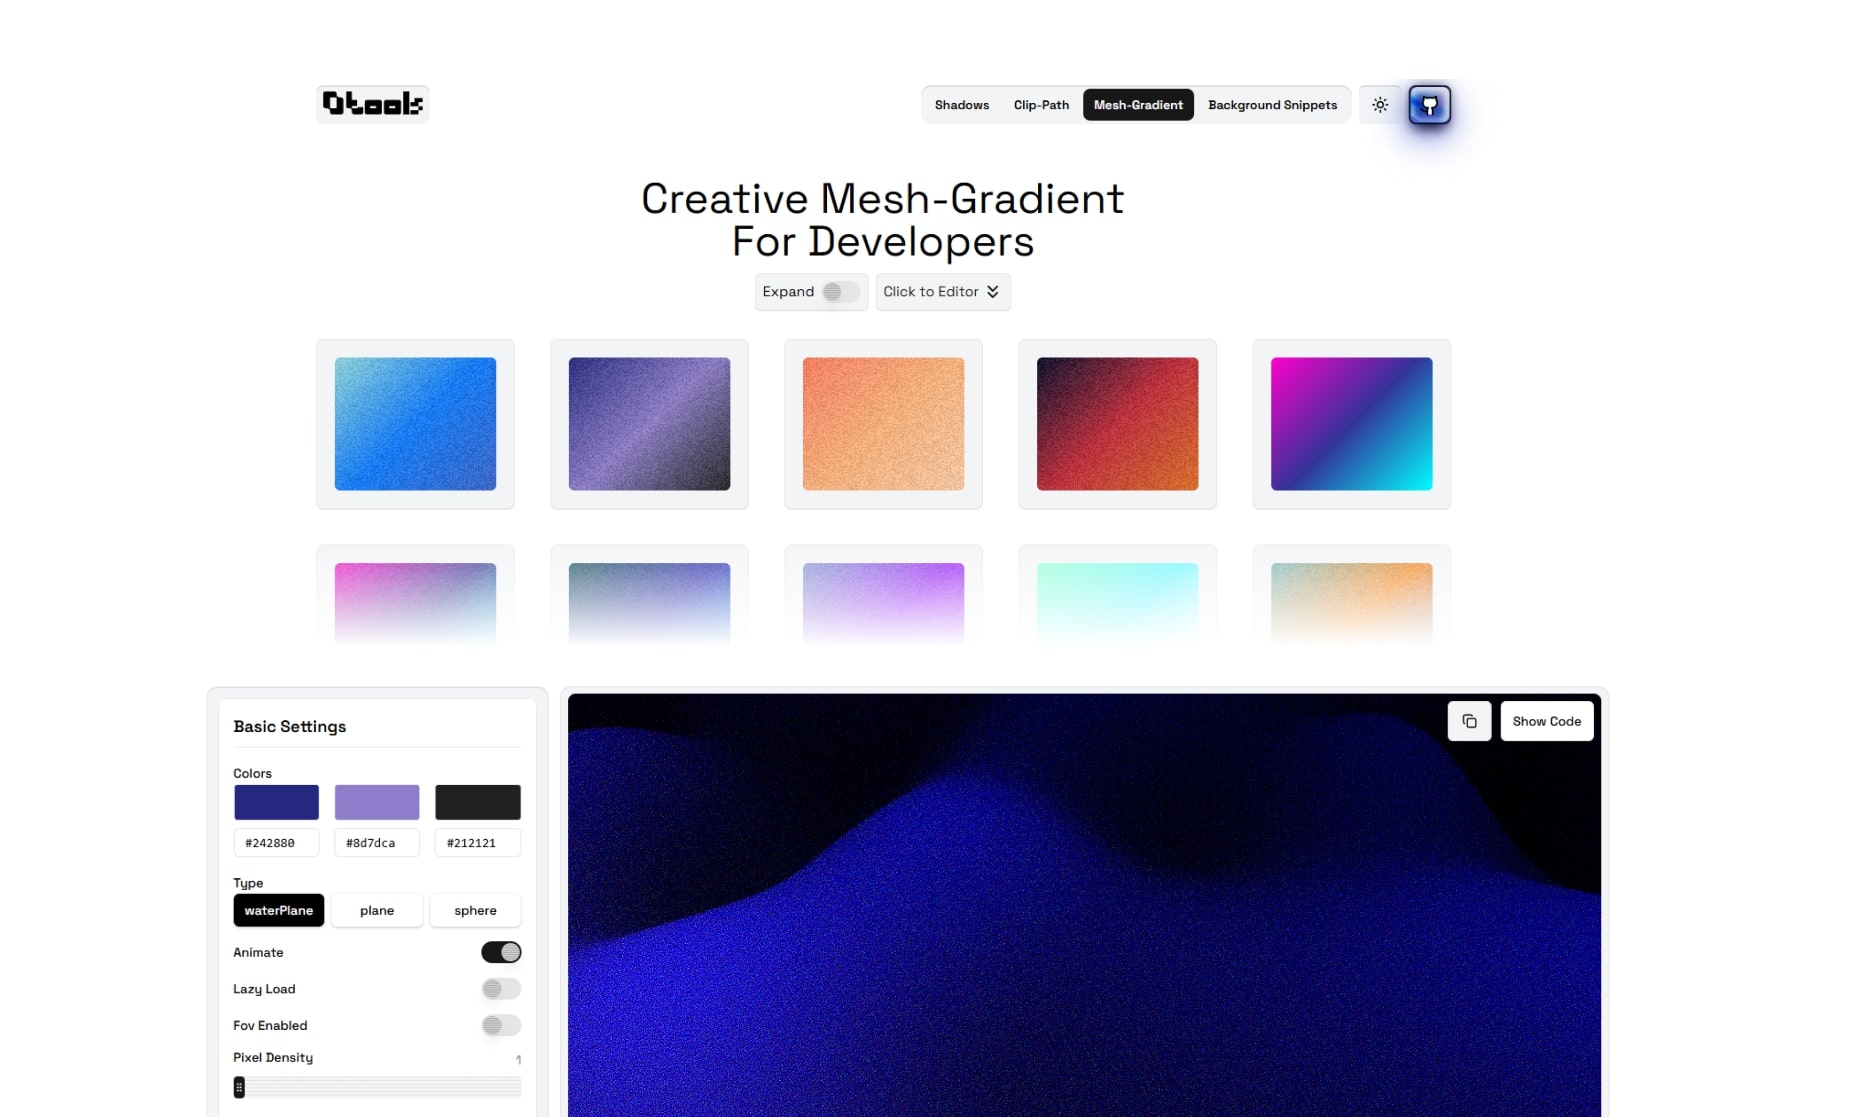 Qtools
Shadows Clip-Path Mesh-Gradient Background Snippets
Creative Mesh-Gradient
For Developers
Expand Click to Editor
Show Code
Basic Settings
Colors
#242880 #8d7dca #212121
Type
waterPlane plane sphere
Animate
Lazy Load
Fov Enabled
Pixel Density 1